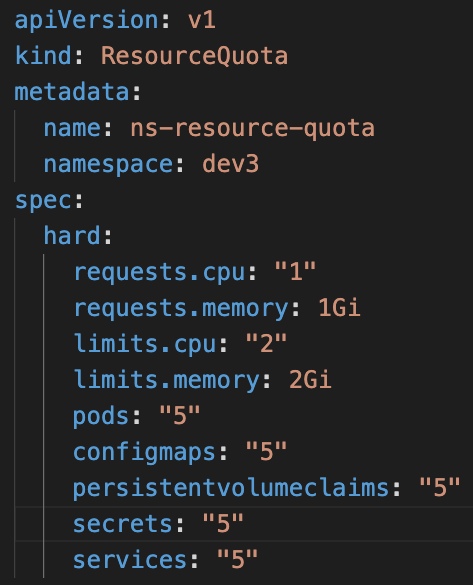 apiVersion: v1
kind: ResourceQuota
metadata:
  name: ns-resource-quota
  namespace: dev3
spec:
  hard:
    requests.cpu: "1"
    requests.memory: 1Gi
    limits.cpu: "2"
    limits.memory: 2Gi
    pods: "5"
    configmaps: "5"
    persistentvolumeclaims: "5"
    secrets: "5"
    services: "5"